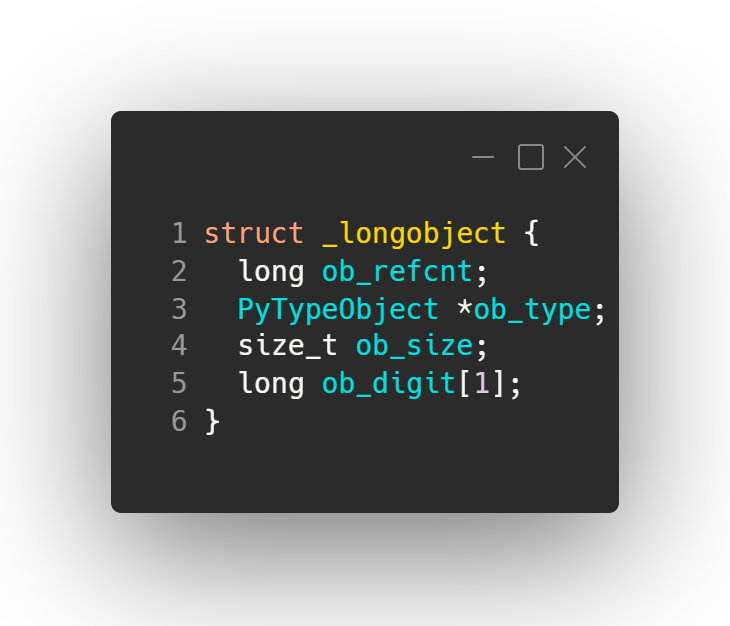 1 struct _longobject {
2   long ob_refcnt;
3   PyTypeObject *ob_type;
4   size_t ob_size;
5   long ob_digit[1];
6 }